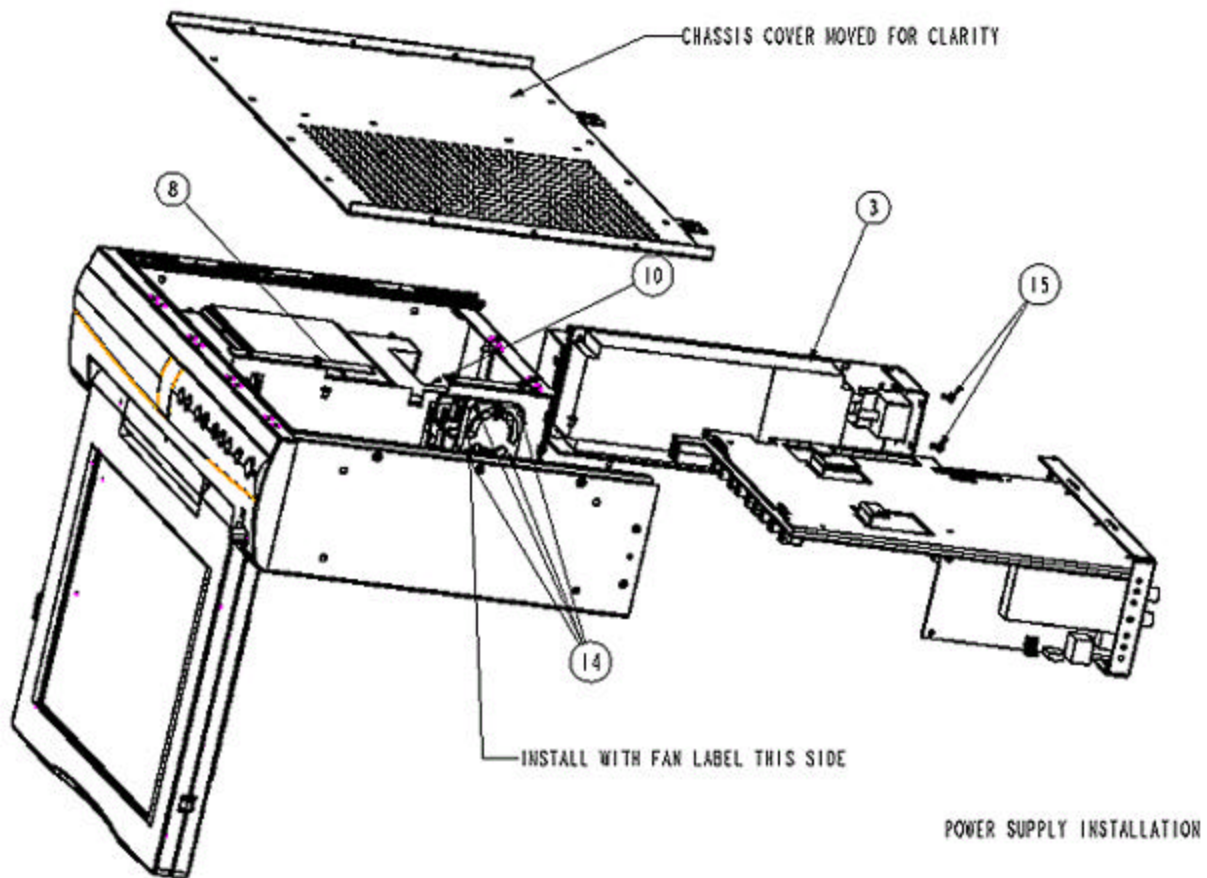 CHASSIS COVER MOVED FOR CLARITY
8
3
10
15
14
INSTALL WITH FAN LABEL THIS SIDE
POWER SUPPLY INSTALLATION